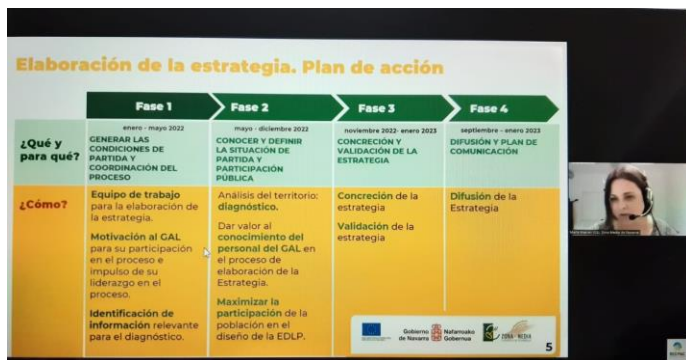 Elaboración de la estrategia. Plan de acción
Fase 1
Fase 2
Fase 3
Fase 4
¿Qué y
para qué?
enero - mayo 2022
GENERAR LAS
CONDICIONES DE
PARTIDA Y
COORDINACIÓN DEL
PROCESO
mayo - diciembre 2022
CONOCER Y DEFINIR
LA SITUACIÓN DE
PARTIDA Y
PARTICIPACIÓN
PÚBLICA
noviembre 2022- enero 2023
CONCRECIÓN Y
VALIDACIÓN DE LA
ESTRATEGIA
septiembre - enero 2023
DIFUSIÓN Y PLAN DE
COMUNICACIÓN
¿Cómo?
Equipo de trabajo
para la elaboración de
la estrategia.
Motivación al GAL
para su participación
en el proceso e
impulso de su
liderazgo en el
proceso.
Identificación de
información relevante
para el diagnóstico.
Análisis del territorio:
diagnóstico.
Dar valor al
conocimiento del
personal del GAL en
el proceso de
elaboración de la
Estrategia.
Maximizar la
participación de la
población en el
diseño de la EDLP.
Concreción de la
estrategia
Validación de la
estrategia
Difusión de la
Estrategia
Gobierno
de Navarra
Nafarroako
Gobernua
ZONA MEDIA
5